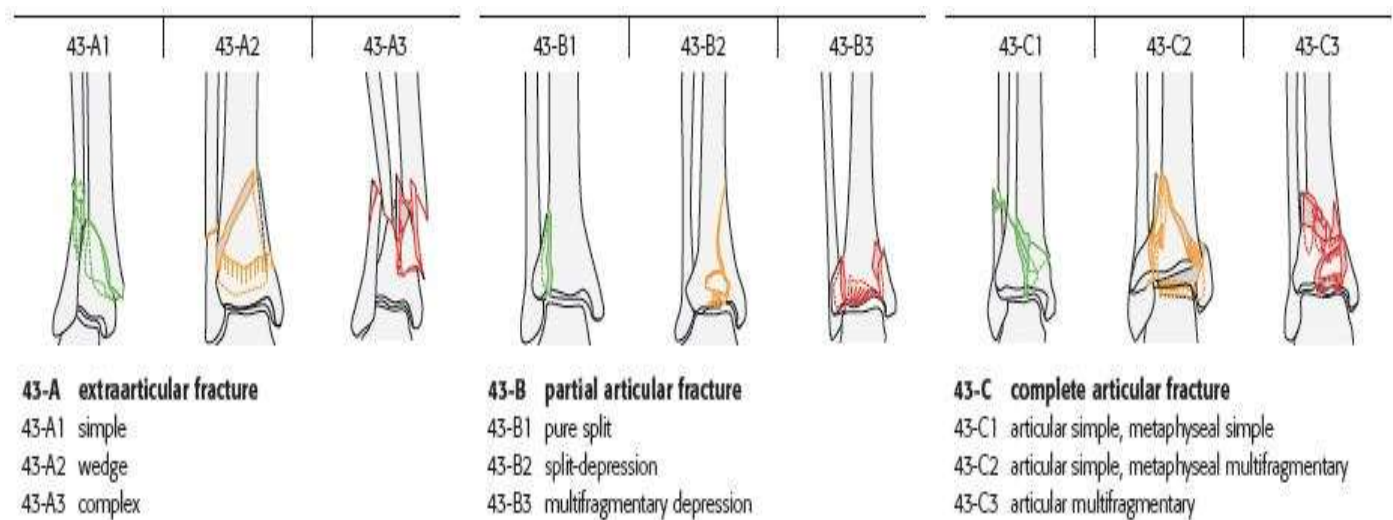 43-A1 43-A2 43-A3 43-B1 43-B2 43-B3 43-C1 43-C2 43-C3
43-A extraarticular fracture
43-A1 simple
43-A2 wedge
43-A3 complex
43-B partial articular fracture
43-B1 pure split
43-B2 split-depression
43-B3 multifragmentary depression
43-C complete articular fracture
43-C1 articular simple, metaphyseal simple
43-C2 articular simple, metaphyseal multifragmentary
43-C3 articular multifragmentary